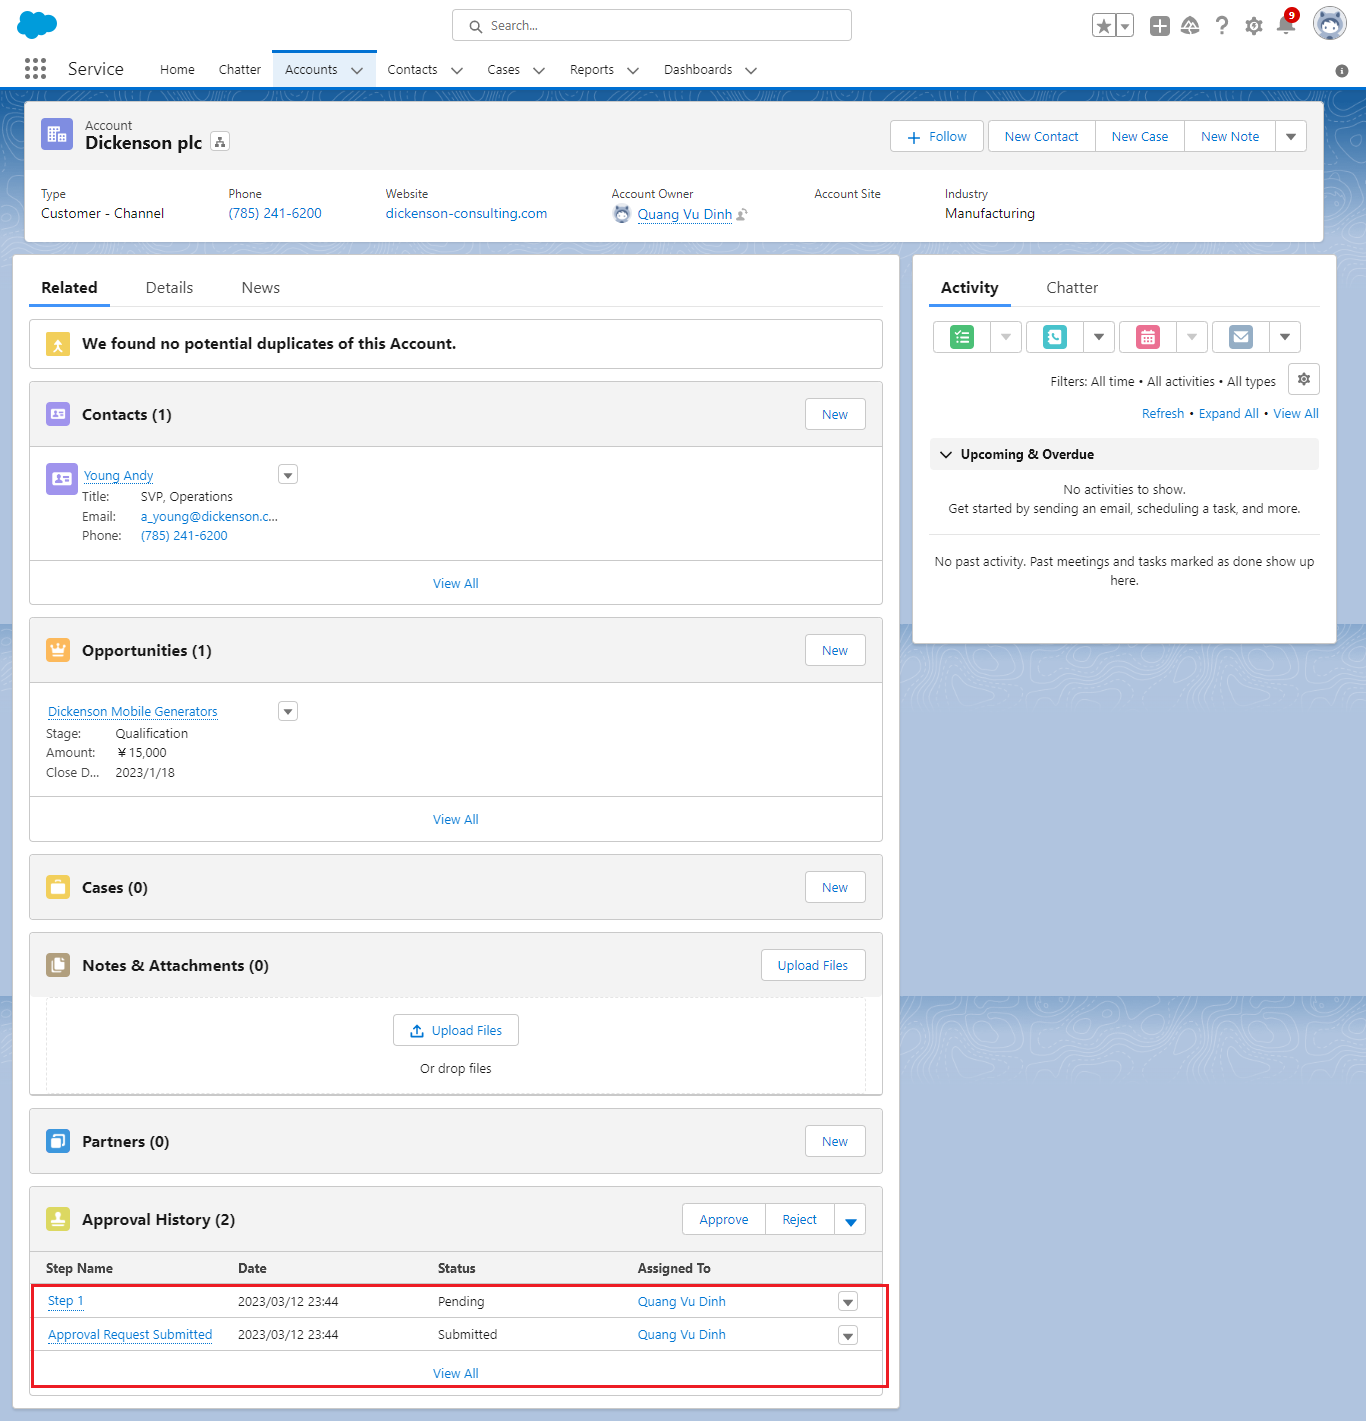 Search...
9
Service
Home
Chatter
Accounts
Contacts
Cases
Reports
Dashboards
Account
Dickenson plc
Follow
New Contact
New Case
New Note
Type
Customer - Channel
Phone
(785) 241-6200
Website
dickenson-consulting.com
Account Owner
Quang Vu Dinh
Account Site
Industry
Manufacturing
Related
Details
News
We found no potential duplicates of this Account.
Contacts (1)
New
Young Andy
Title: SVP, Operations
Email: a_young@dickenson.c...
Phone: (785) 241-6200
View All
Opportunities (1)
New
Dickenson Mobile Generators
Stage: Qualification
Amount: ¥15,000
Close D... 2023/1/18
View All
Cases (0)
New
Notes & Attachments (0)
Upload Files
Upload Files
Or drop files
Partners (0)
New
Approval History (2)
Approve
Reject
Step Name Date Status Assigned To
Step 1 2023/03/12 23:44 Pending Quang Vu Dinh
Approval Request Submitted 2023/03/12 23:44 Submitted Quang Vu Dinh
View All
Activity
Chatter
Filters: All time • All activities • All types
Refresh • Expand All • View All
Upcoming & Overdue
No activities to show.
Get started by sending an email, scheduling a task, and more.
No past activity. Past meetings and tasks marked as done show up
here.